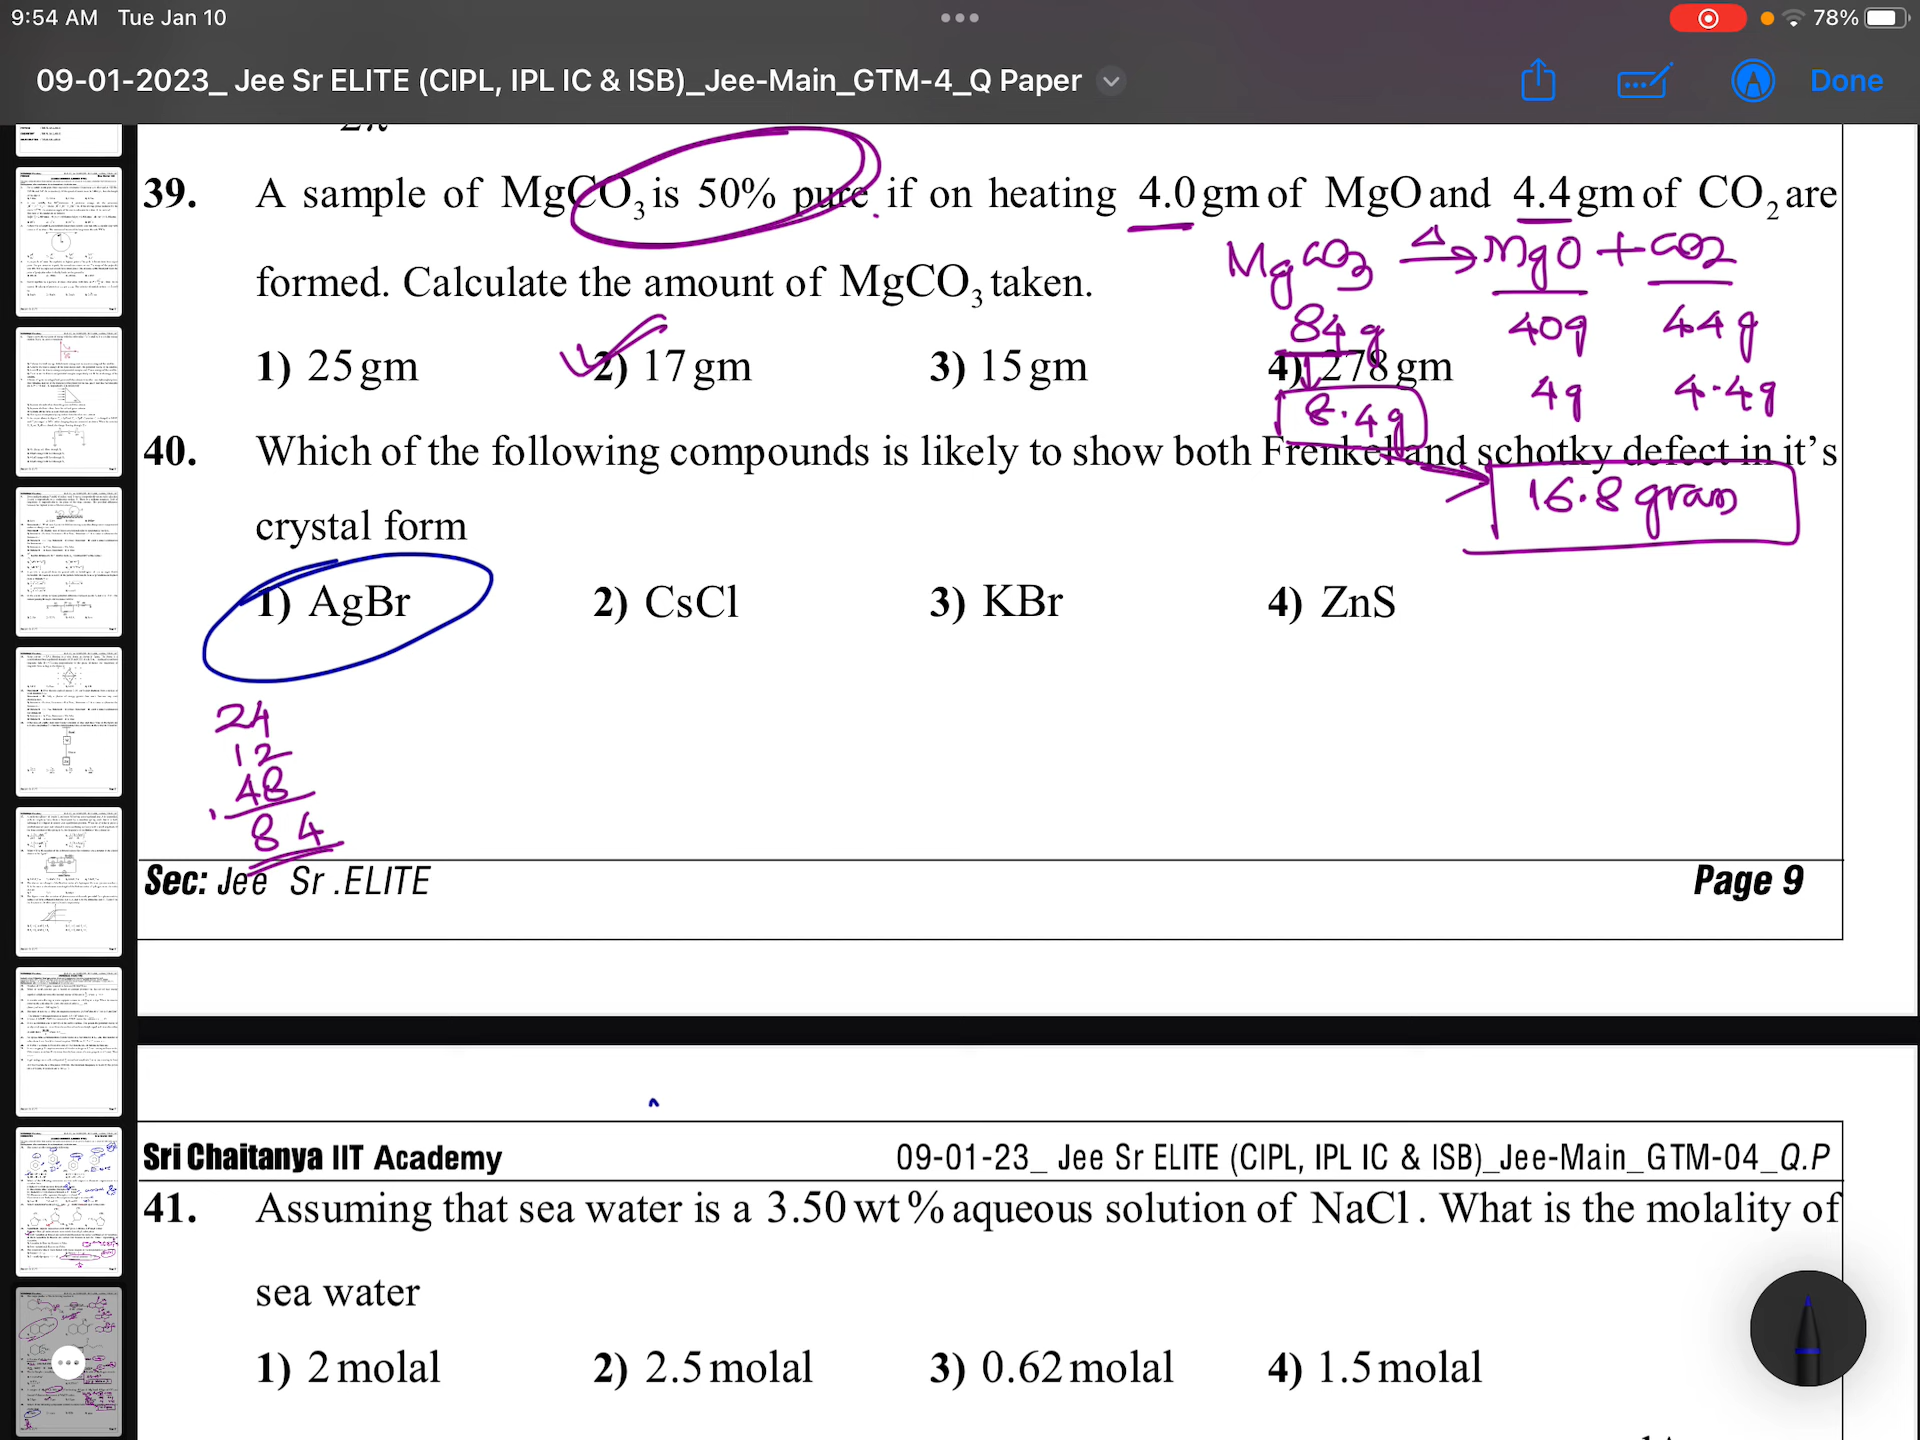 9:54 AM Tue Jan 10
78%
09-01-2023_ Jee Sr ELITE (CIPL, IPL IC & ISB)_Jee-Main_GTM-4_Q Paper
Done
39. A sample of MgCO₃ is 50% pure if on heating 4.0 gm of MgO and 4.4 gm of CO₂ are
MgCO3 Δ→ MgO + CO2
formed. Calculate the amount of MgCO₃ taken.
84 g 40g 44 g
1) 25 gm 2) 17 gm 3) 15 gm 4) 278 gm
8.4g 4g 4.4g
40. Which of the following compounds is likely to show both Frenkel and schotky defect in it's
16.8 gram
crystal form
1) AgBr 2) CsCl 3) KBr 4) ZnS
24
12
48
84
Sec: Jee Sr .ELITE Page 9
Sri Chaitanya IIT Academy 09-01-23_ Jee Sr ELITE (CIPL, IPL IC & ISB)_Jee-Main_GTM-04_Q.P
41. Assuming that sea water is a 3.50 wt % aqueous solution of NaCl . What is the molality of
sea water
1) 2 molal 2) 2.5 molal 3) 0.62 molal 4) 1.5 molal